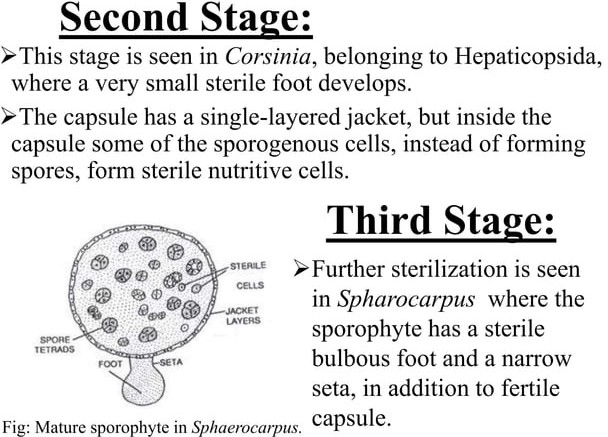 Second Stage:
➢This stage is seen in Corsinia, belonging to Hepaticopsida,
where a very small sterile foot develops.
➢The capsule has a single-layered jacket, but inside the
capsule some of the sporogenous cells, instead of forming
spores, form sterile nutritive cells.
Third Stage:
➢Further sterilization is seen
in Spharocarpus where the
sporophyte has a sterile
bulbous foot and a narrow
seta, in addition to fertile
capsule.
STERILE
CELLS
JACKET
LAYERS
SPORE
TETRADS
FOOT
SETA
Fig: Mature sporophyte in Sphaerocarpus.